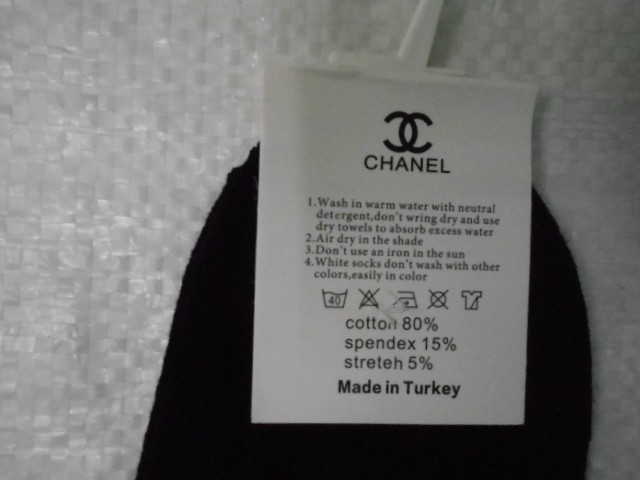 CHANEL
1.Wash in warm water with neutral
detergent,don't wring dry and use
dry towels to absorb excess water
2.Air dry in the shade
3.Don't use an iron in the sun
4.White socks don't wash with other
colors,easily in color
40
cotton 80%
spendex 15%
streteh 5%
Made in Turkey